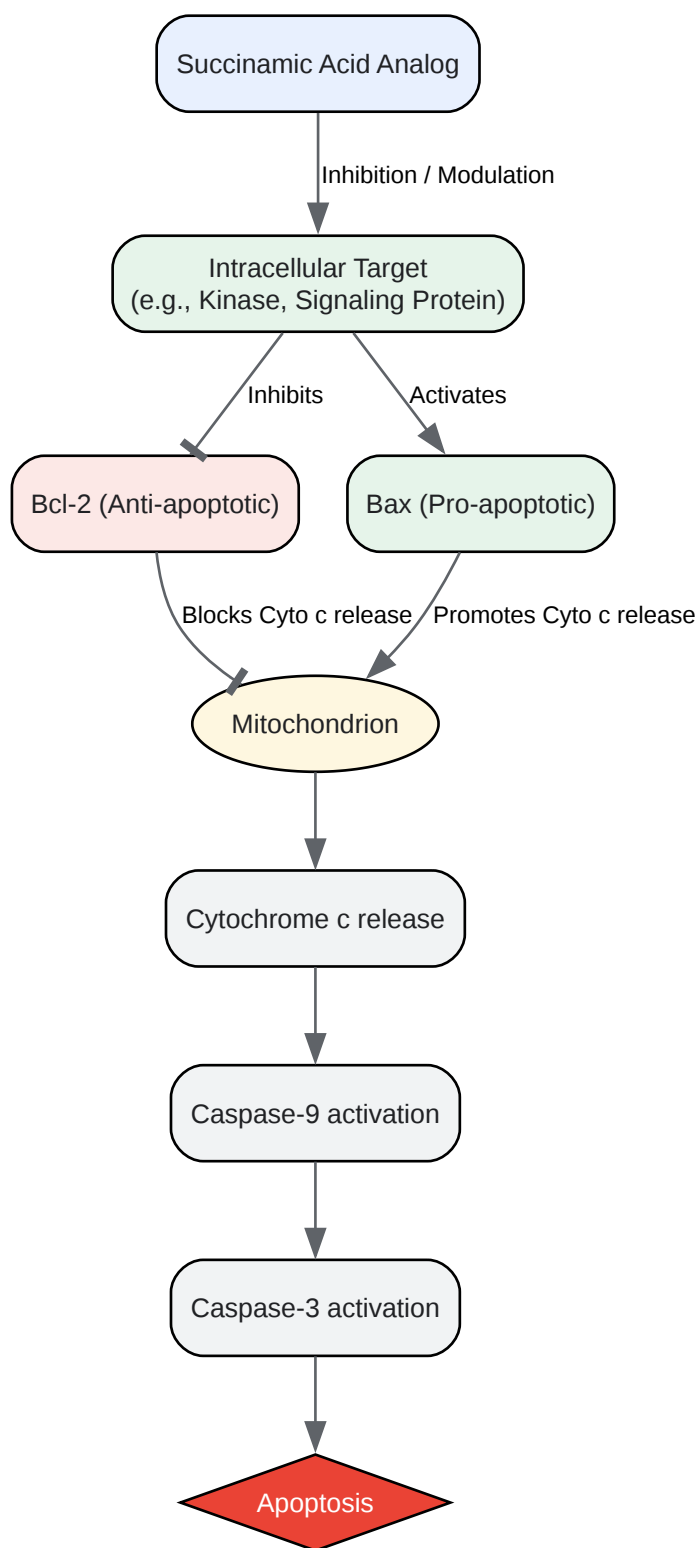 Succinamic Acid Analog
Inhibition / Modulation
Intracellular Target
(e.g., Kinase, Signaling Protein)
Inhibits
Activates
Bcl-2 (Anti-apoptotic)
Bax (Pro-apoptotic)
Blocks Cyto c release
Promotes Cyto c release
Mitochondrion
Cytochrome c release
Caspase-9 activation
Caspase-3 activation
Apoptosis